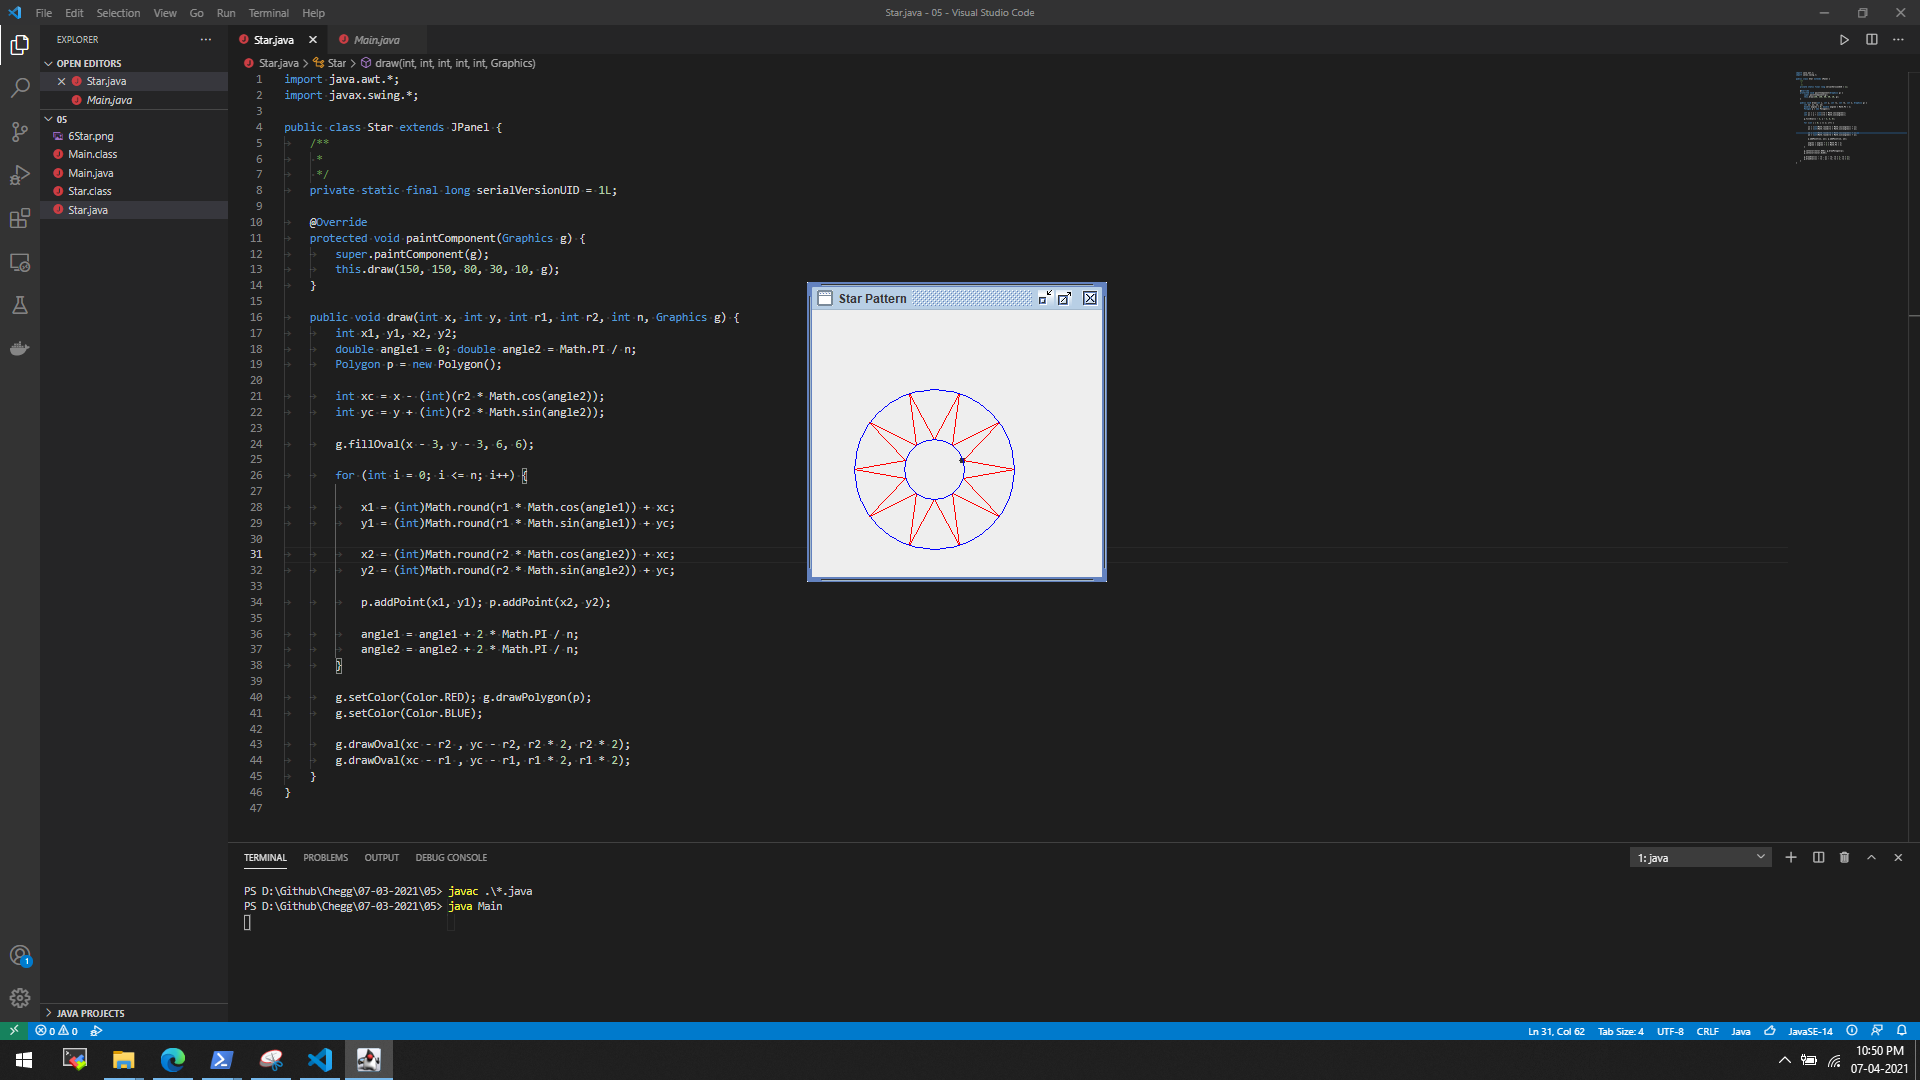 File Edit Selection View Go Run Terminal Help
Star.java - 05 - Visual Studio Code
EXPLORER
OPEN EDITORS
Star.java
Main.java
05
6Star.png
Main.class
Main.java
Star.class
Star.java
JAVA PROJECTS
Star.java
Main.java
Star.java > Star > draw(int, int, int, int, int, Graphics)
1 import java.awt.*;
2 import javax.swing.*;
3
4 public class Star extends JPanel {
5 /**
6 *
7 */
8 private static final long serialVersionUID = 1L;
9
10 @Override
11 protected void paintComponent(Graphics g) {
12 super.paintComponent(g);
13 this.draw(150, 150, 80, 30, 10, g);
14 }
15
16 public void draw(int x, int y, int r1, int r2, int n, Graphics g) {
17 int x1, y1, x2, y2;
18 double angle1 = 0; double angle2 = Math.PI / n;
19 Polygon p = new Polygon();
20
21 int xc = x - (int)(r2 * Math.cos(angle2));
22 int yc = y + (int)(r2 * Math.sin(angle2));
23
24 g.fillOval(x - 3, y - 3, 6, 6);
25
26 for (int i = 0; i <= n; i++) {
27
28 x1 = (int)Math.round(r1 * Math.cos(angle1)) + xc;
29 y1 = (int)Math.round(r1 * Math.sin(angle1)) + yc;
30
31 x2 = (int)Math.round(r2 * Math.cos(angle2)) + xc;
32 y2 = (int)Math.round(r2 * Math.sin(angle2)) + yc;
33
34 p.addPoint(x1, y1); p.addPoint(x2, y2);
35
36 angle1 = angle1 + 2 * Math.PI / n;
37 angle2 = angle2 + 2 * Math.PI / n;
38 }
39
40 g.setColor(Color.RED); g.drawPolygon(p);
41 g.setColor(Color.BLUE);
42
43 g.drawOval(xc - r2 , yc - r2, r2 * 2, r2 * 2);
44 g.drawOval(xc - r1 , yc - r1, r1 * 2, r1 * 2);
45 }
46 }
47
Star Pattern
TERMINAL PROBLEMS OUTPUT DEBUG CONSOLE
1: java
PS D:\Github\Chegg\07-03-2021\05> javac .\*.java
PS D:\Github\Chegg\07-03-2021\05> java Main
1
0 0
Ln 31, Col 62 Tab Size: 4 UTF-8 CRLF Java JavaSE-14
10:50 PM
07-04-2021